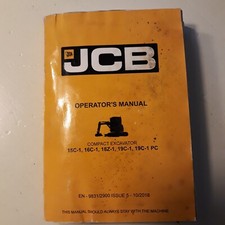 JCB
OPERATOR'S MANUAL
COMPACT EXCAVATOR
15C-1, 16C-1, 18Z-1, 19C-1, 19C-1 PC
THIS MANUAL SHOULD ALWAYS STAY WITH THE MACHINE